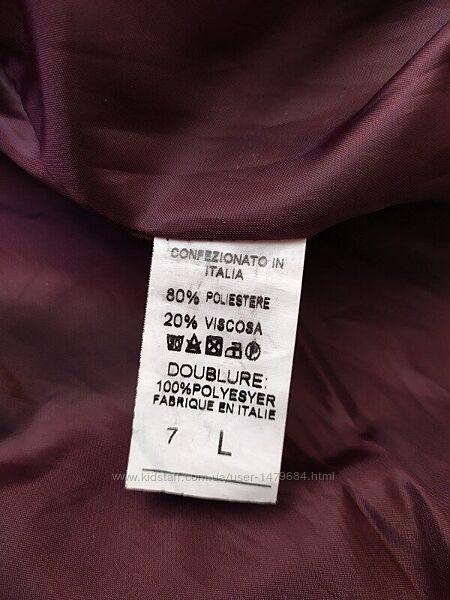 CONFEZIONATO IN
ITALIA
80% POLIESTERE
20% VISCOSA
DOUBLURE:
100%POLYESYER
FABRIQUE EN ITALIE
7 L
www.kidstaff.com.ua/user-1479684.html